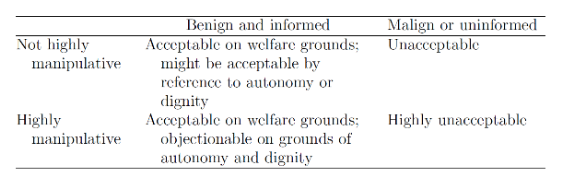 Benign and informed Malign or uninformed
Not highly Acceptable on welfare grounds; Unacceptable
manipulative might be acceptable by
reference to autonomy or
dignity
Highly Acceptable on welfare grounds; Highly unacceptable
manipulative objectionable on grounds of
autonomy and dignity